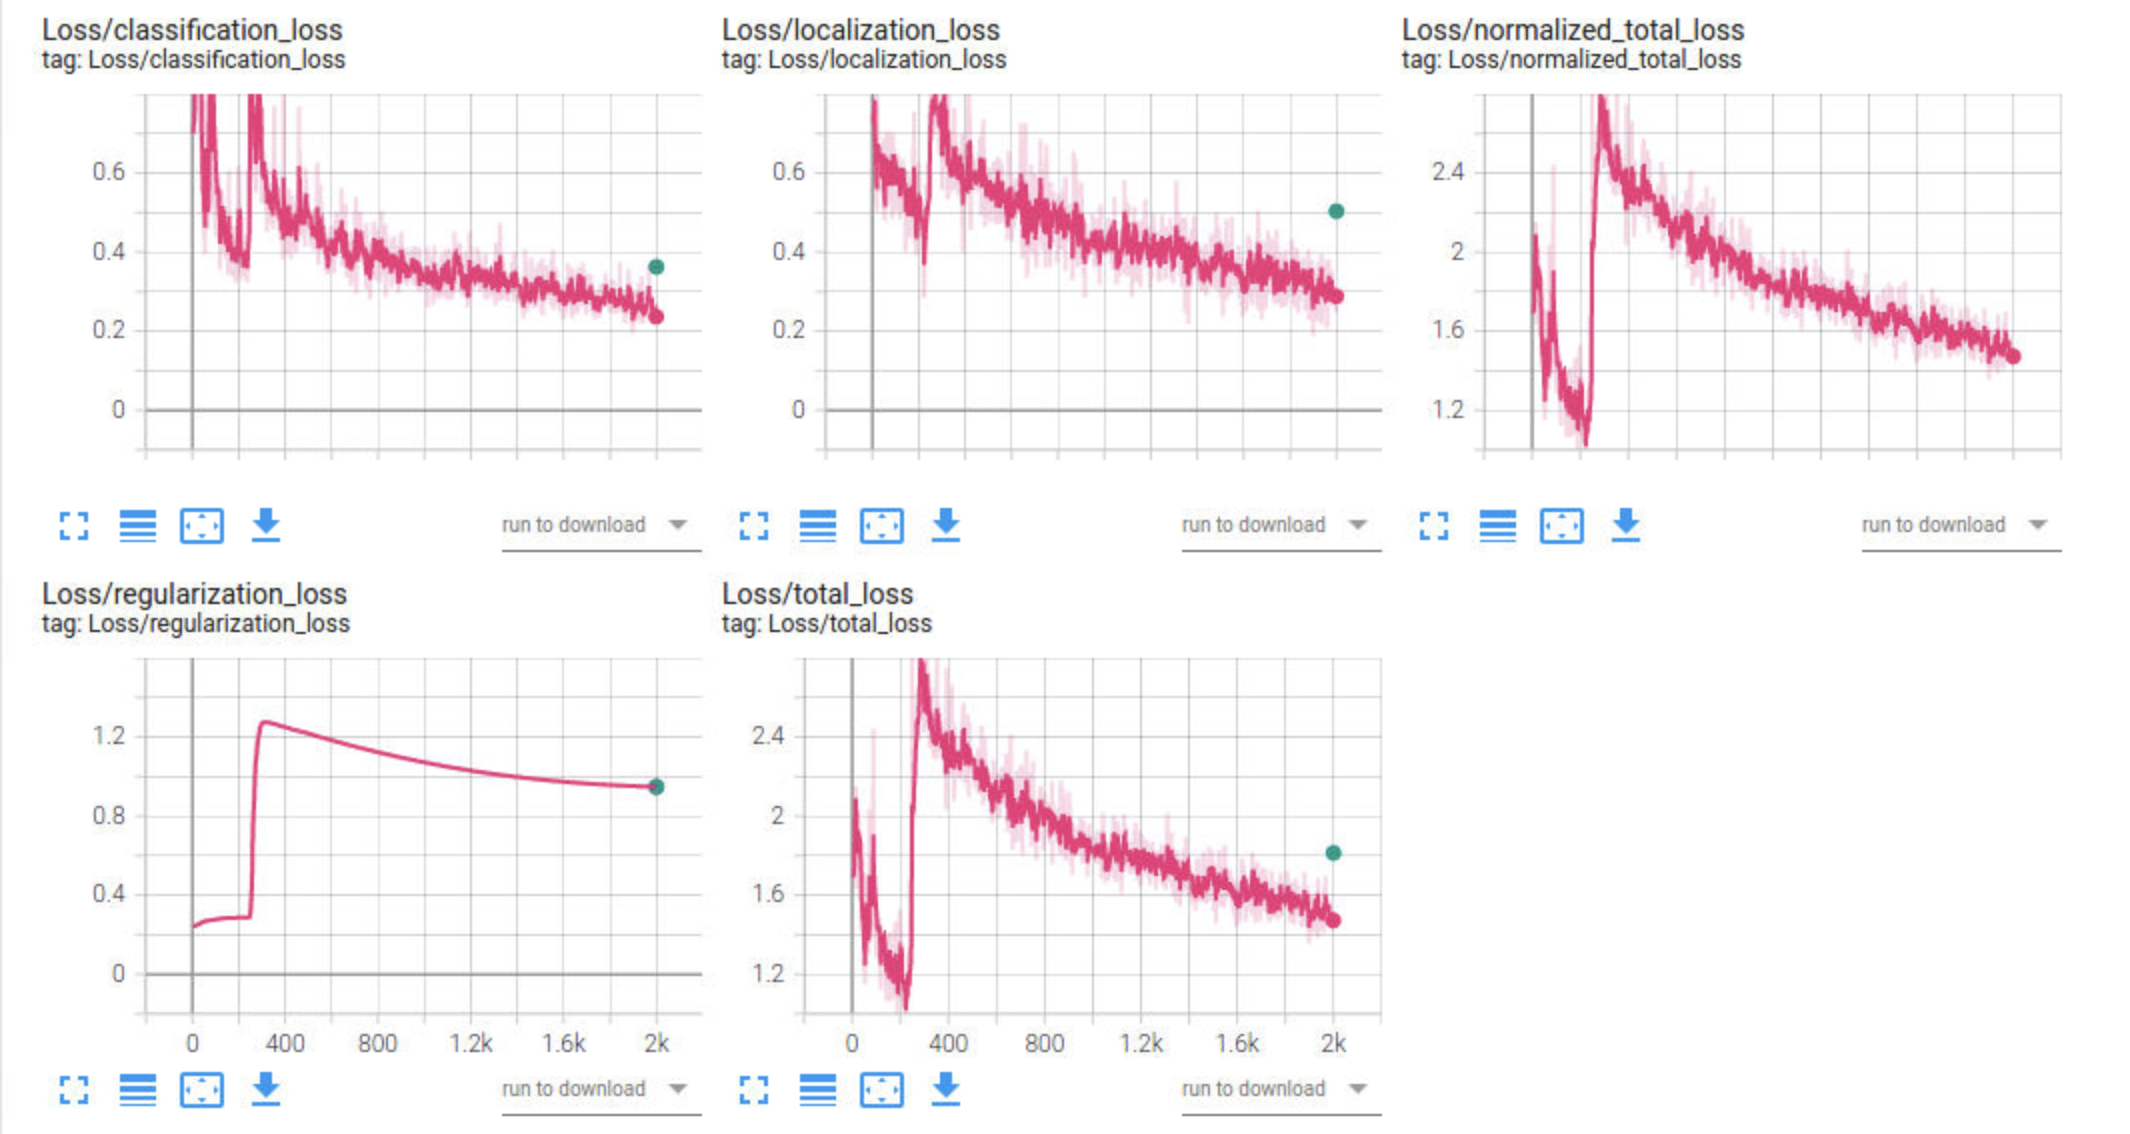 Loss/classification_loss
tag: Loss/classification_loss
0.6
0.4
0.2
0
run to download
Loss/localization_loss
tag: Loss/localization_loss
0.6
0.4
0.2
0
run to download
Loss/normalized_total_loss
tag: Loss/normalized_total_loss
2.4
2
1.6
1.2
run to download
Loss/regularization_loss
tag: Loss/regularization_loss
1.2
0.8
0.4
0
0 400 800 1.2k 1.6k 2k
run to download
Loss/total_loss
tag: Loss/total_loss
2.4
2
1.6
1.2
0 400 800 1.2k 1.6k 2k
run to download